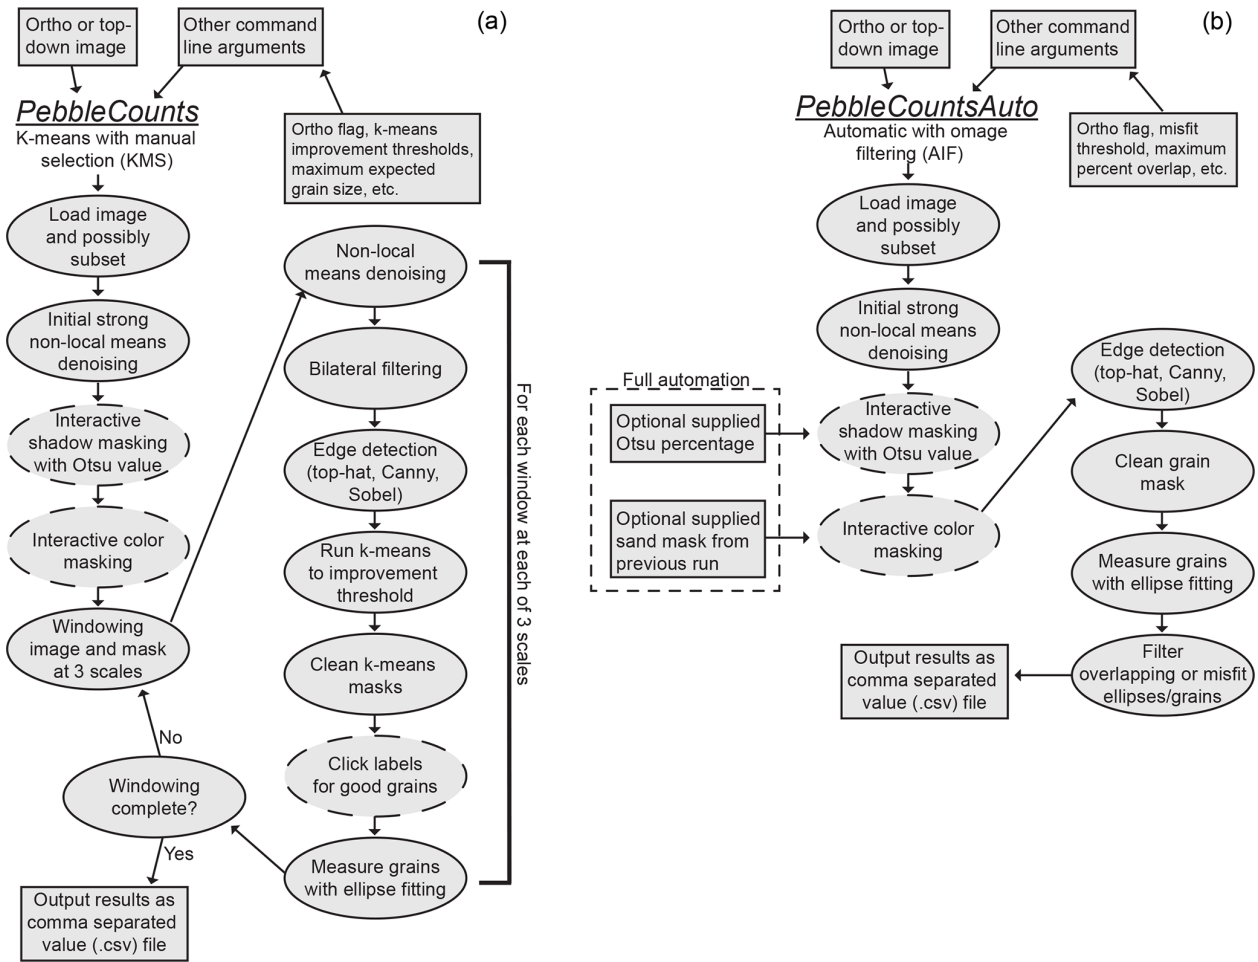 (a)
Ortho or top-
down image
Other command
line arguments
PebbleCounts
K-means with manual
selection (KMS)
Ortho flag, k-means
improvement thresholds,
maximum expected
grain size, etc.
Load image
and possibly
subset
Initial strong
non-local means
denoising
Interactive
shadow masking
with Otsu value
Interactive color
masking
Windowing
image and mask
at 3 scales
Non-local
means denoising
Bilateral filtering
Edge detection
(top-hat, Canny,
Sobel)
Run k-means
to improvement
threshold
Clean k-means
masks
Click labels
for good grains
Measure grains
with ellipse fitting
For each window at each of 3 scales
Windowing
complete?
No
Yes
Output results as
comma separated
value (.csv) file
(b)
Ortho or top-
down image
Other command
line arguments
PebbleCountsAuto
Automatic with omage
filtering (AIF)
Ortho flag, misfit
threshold, maximum
percent overlap, etc.
Load image
and possibly
subset
Initial strong
non-local means
denoising
Full automation
Optional supplied
Otsu percentage
Optional supplied
sand mask from
previous run
Interactive
shadow masking
with Otsu value
Interactive color
masking
Edge detection
(top-hat, Canny,
Sobel)
Clean grain
mask
Measure grains
with ellipse fitting
Filter
overlapping or misfit
ellipses/grains
Output results as
comma separated
value (.csv) file